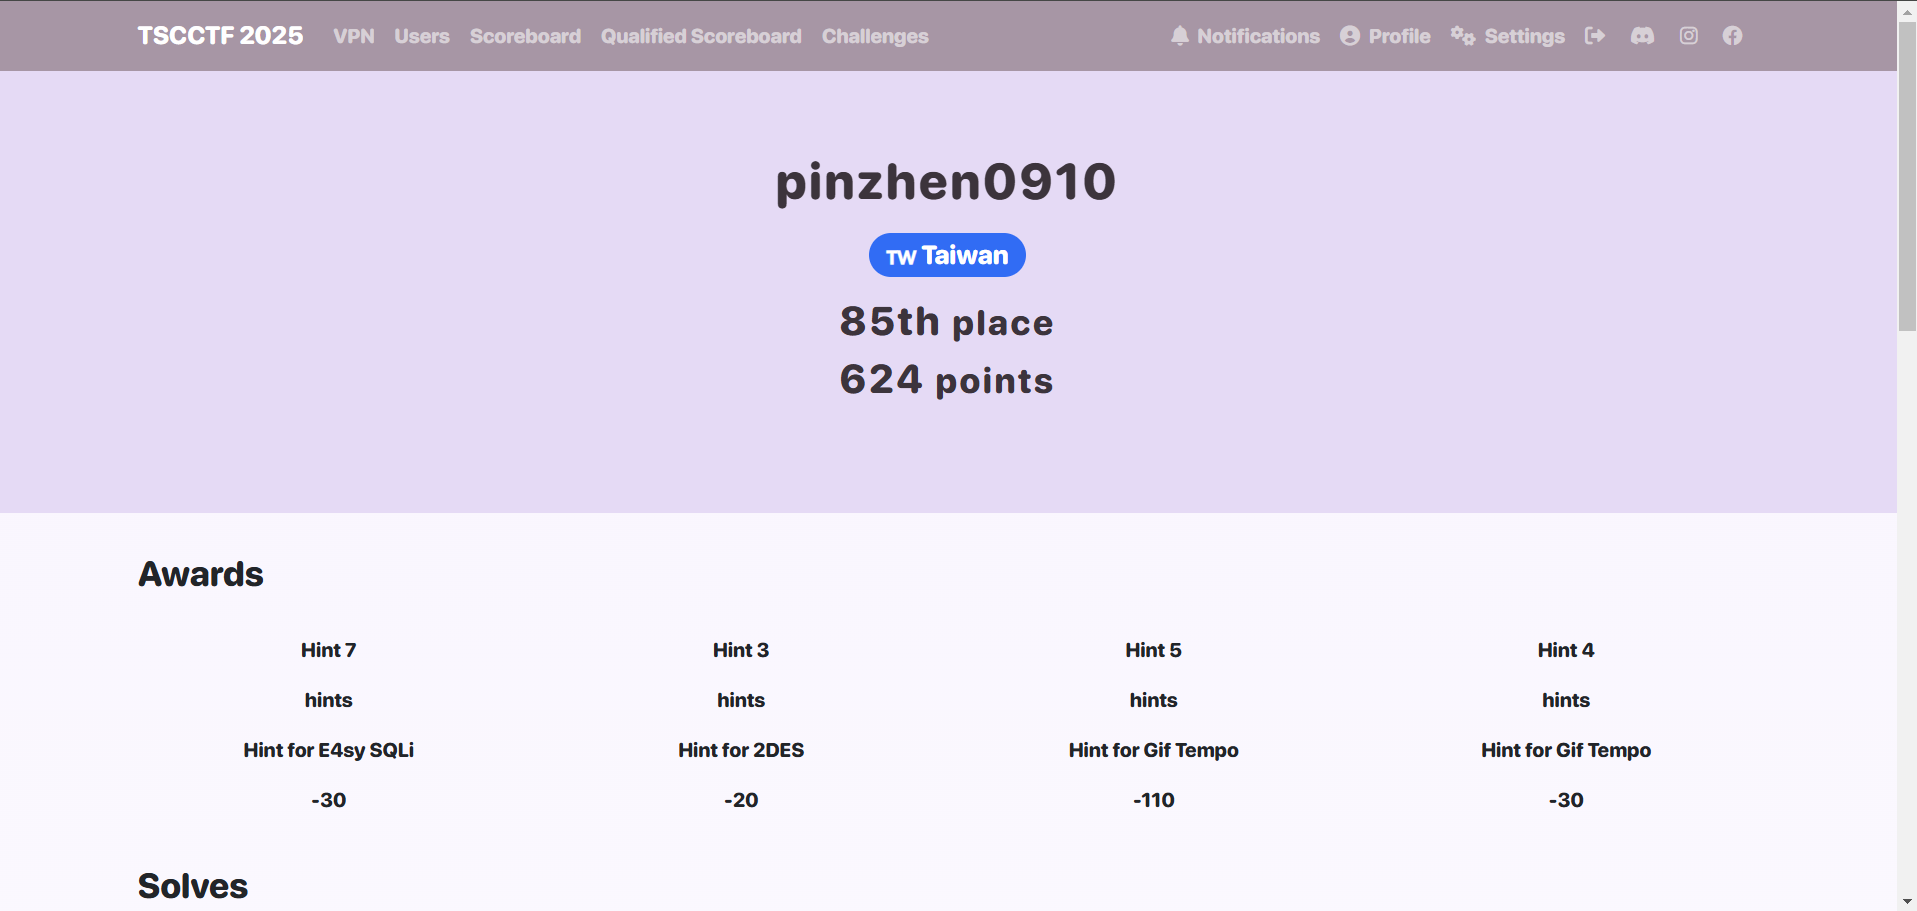 TSCCTF 2025 VPN Users Scoreboard Qualified Scoreboard Challenges Notifications Profile Settings
pinzhen0910
TW Taiwan
85th place
624 points
Awards
Hint 7 Hint 3 Hint 5 Hint 4
hints hints hints hints
Hint for E4sy SQLi Hint for 2DES Hint for Gif Tempo Hint for Gif Tempo
-30 -20 -110 -30
Solves